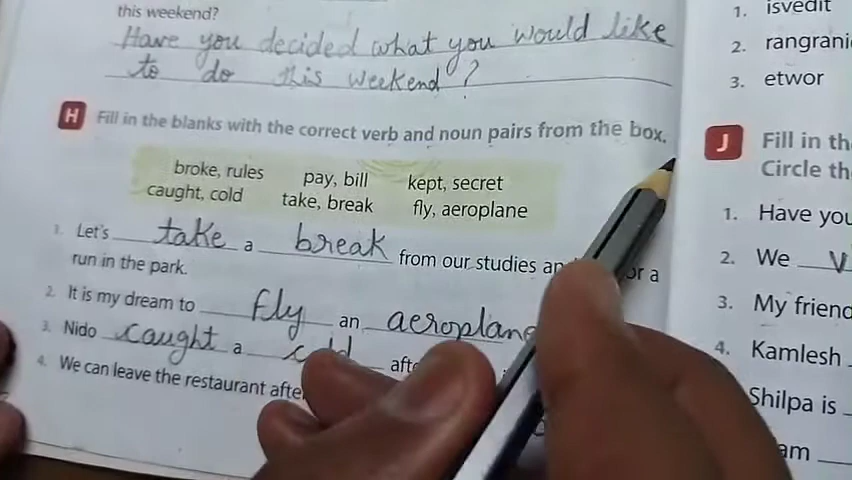 this weekend?
Have you decided what you would like
to do this weekend?
H Fill in the blanks with the correct verb and noun pairs from the box.
broke, rules pay, bill kept, secret
caught, cold take, break fly, aeroplane
1. Let's take a break from our studies or a
run in the park.
2. It is my dream to fly an aeroplane
3. Nido caught a cold
4. We can leave the restaurant
1. isvedit
2. rangrani
3. etwor
J Fill in th
Circle th
1. Have you
2. We V
3. My friend
4. Kamlesh
Shilpa is
am